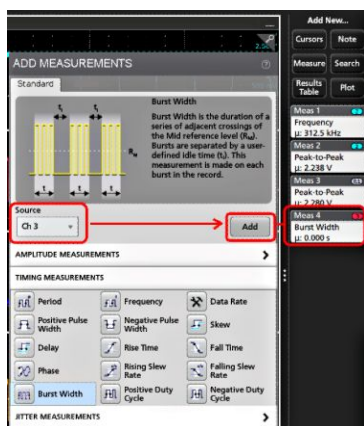 Add New...
Cursors
Note
Measure
Search
Results
Table
Plot
ADD MEASUREMENTS
Standard
Burst Width
Burst Width is the duration of a
series of adjacent crossings of
the Mid reference level (RM).
Bursts are separated by a user-
defined idle time (tI). This
measurement is made on each
burst in the record.
tI
tI
RM
t
t
t
Source
Ch 3
Add
AMPLITUDE MEASUREMENTS
TIMING MEASUREMENTS
Period
Frequency
Data Rate
Positive Pulse
Width
Negative Pulse
Width
Skew
Delay
Rise Time
Fall Time
Phase
Rising Slew
Rate
Falling Slew
Rate
Burst Width
Positive Duty
Cycle
Negative Duty
Cycle
JITTER MEASUREMENTS
Meas 1
Frequency
μ: 312.5 kHz
Meas 2
Peak-to-Peak
μ: 2.238 V
Meas 3
Peak-to-Peak
μ: 2.280 V
Meas 4
Burst Width
μ: 0.000 s